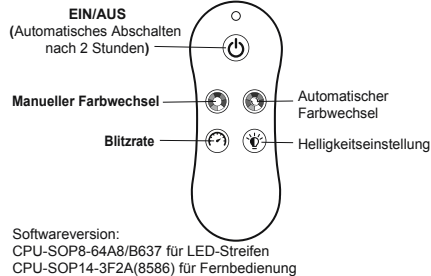 EIN/AUS
(Automatisches Abschalten
nach 2 Stunden)
Manueller Farbwechsel
Automatischer
Farbwechsel
Blitzrate
Helligkeitseinstellung
Softwareversion:
CPU-SOP8-64A8/B637 für LED-Streifen
CPU-SOP14-3F2A(8586) für Fernbedienung